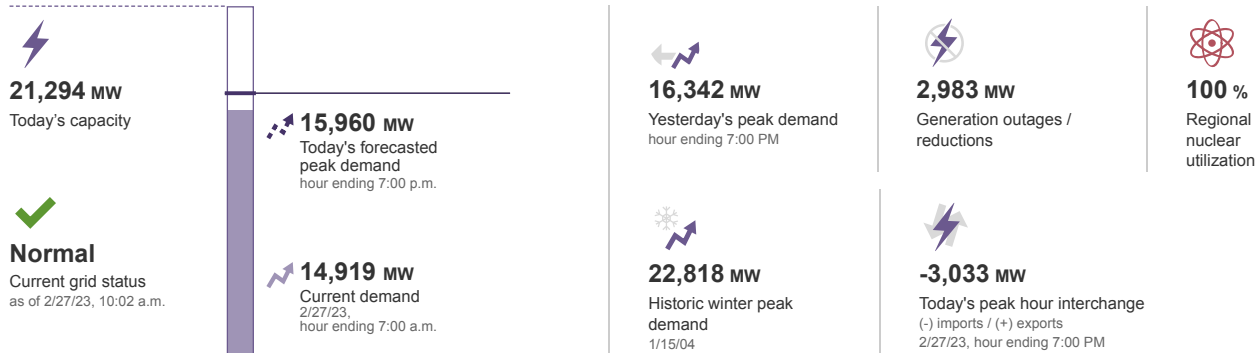 21,294 MW
Today's capacity
Normal
Current grid status
as of 2/27/23, 10:02 a.m.
15,960 MW
Today's forecasted
peak demand
hour ending 7:00 p.m.
14,919 MW
Current demand
2/27/23,
hour ending 7:00 a.m.
16,342 MW
Yesterday's peak demand
hour ending 7:00 PM
2,983 MW
Generation outages /
reductions
100 %
Regional
nuclear
utilization
22,818 MW
Historic winter peak
demand
1/15/04
-3,033 MW
Today's peak hour interchange
(-) imports / (+) exports
2/27/23, hour ending 7:00 PM